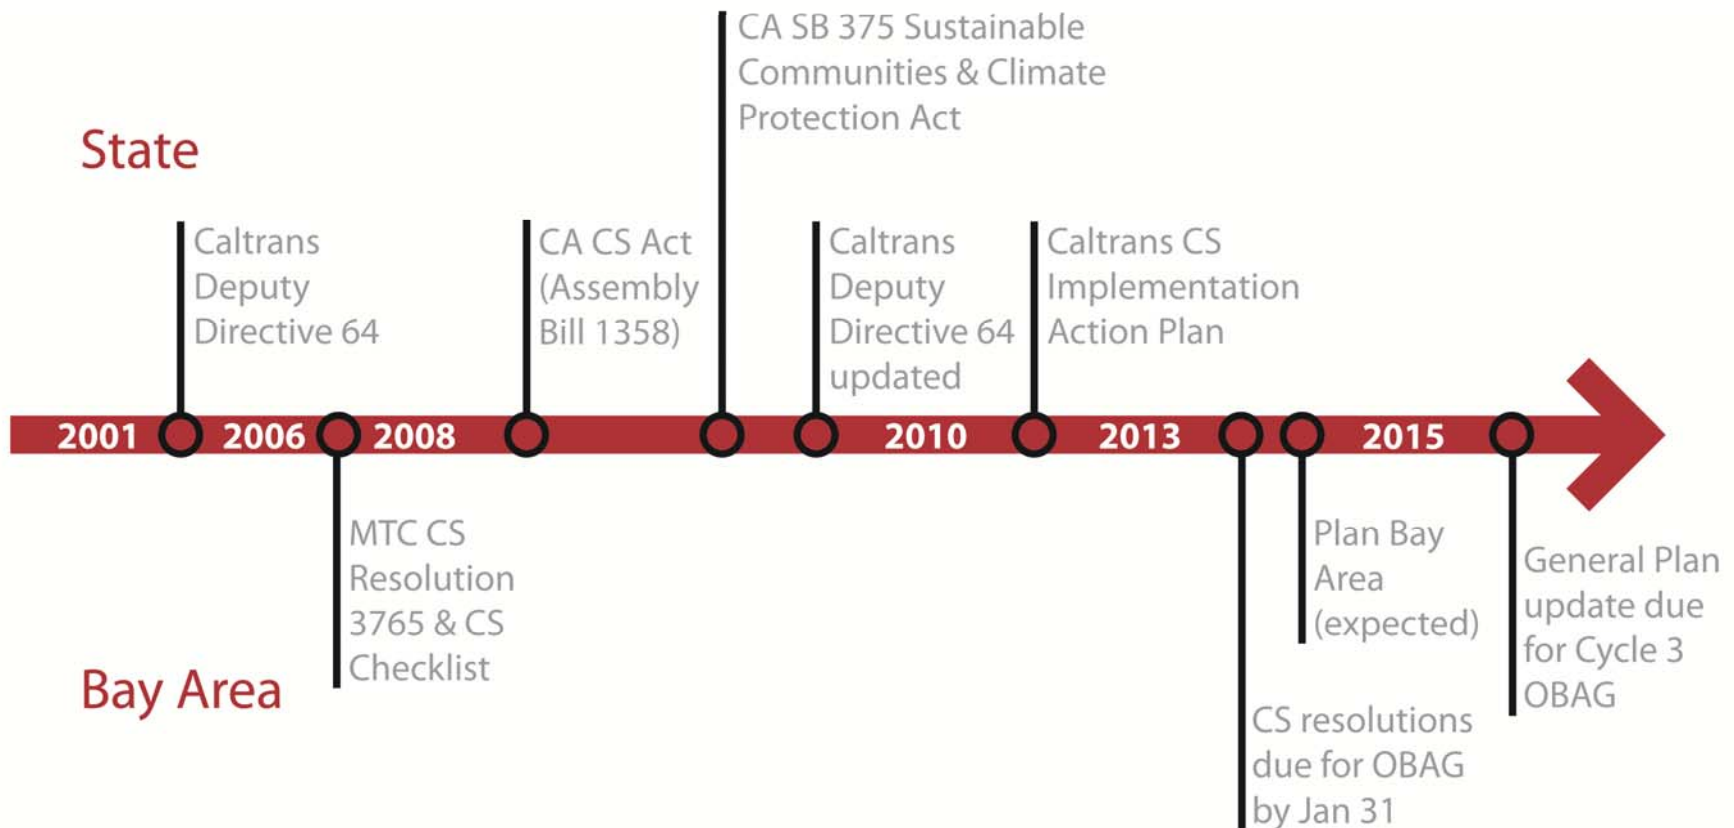 CA SB 375 Sustainable
Communities & Climate
Protection Act
State
Caltrans
Deputy
Directive 64
CA CS Act
(Assembly
Bill 1358)
Caltrans
Deputy
Directive 64
updated
Caltrans CS
Implementation
Action Plan
2001 2006 2008 2010 2013 2015
MTC CS
Resolution
3765 & CS
Checklist
Plan Bay
Area
(expected)
General Plan
update due
for Cycle 3
OBAG
Bay Area
CS resolutions
due for OBAG
by Jan 31